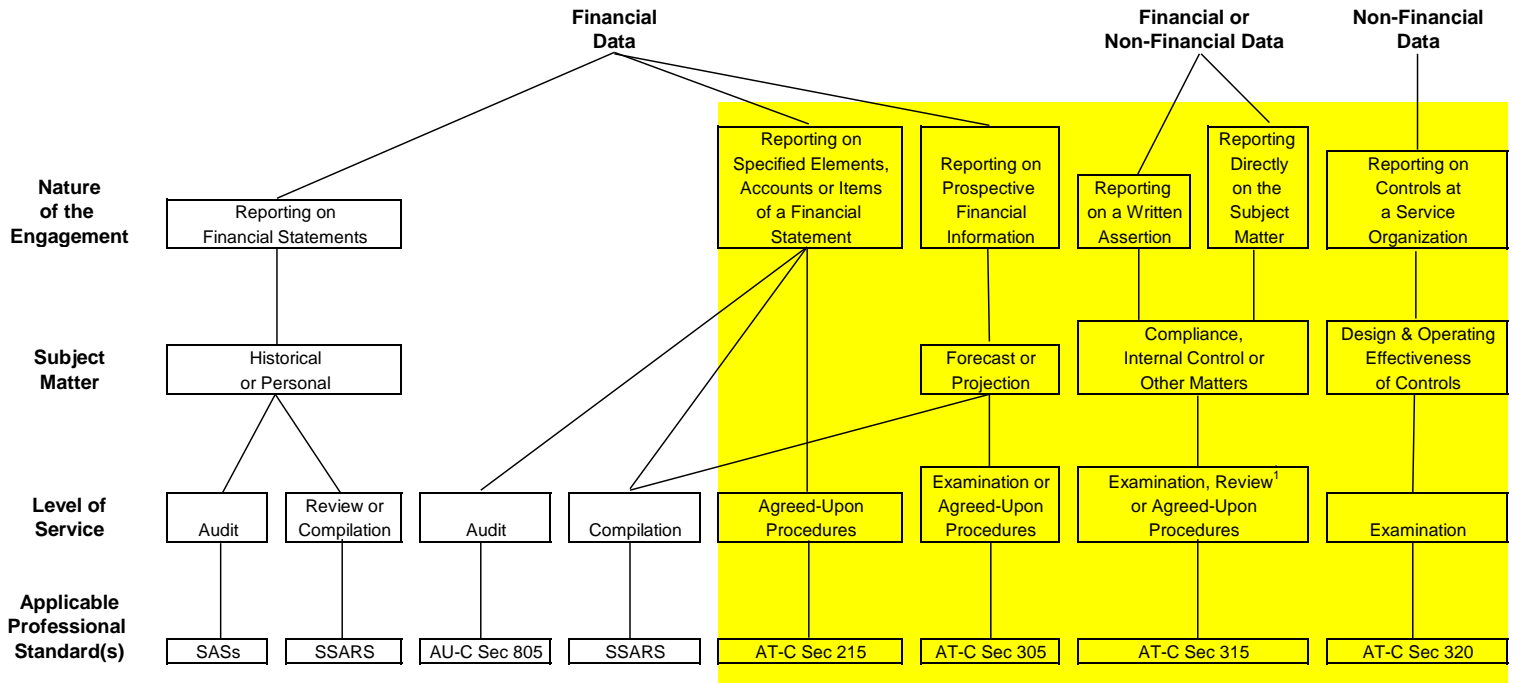 Financial
Data
Financial or
Non-Financial Data
Non-Financial
Data
Nature
of the
Engagement
Reporting on
Financial Statements
Reporting on
Specified Elements,
Accounts or Items
of a Financial
Statement
Reporting on
Prospective
Financial
Information
Reporting
on a Written
Assertion
Reporting
Directly
on the
Subject
Matter
Reporting on
Controls at
a Service
Organization
Subject
Matter
Historical
or Personal
Forecast or
Projection
Compliance,
Internal Control or
Other Matters
Design & Operating
Effectiveness
of Controls
Level of
Service
Audit
Review or
Compilation
Audit
Compilation
Agreed-Upon
Procedures
Examination or
Agreed-Upon
Procedures
Examination, Review¹
or Agreed-Upon
Procedures
Examination
Applicable
Professional
Standard(s)
SASs
SSARS
AU-C Sec 805
SSARS
AT-C Sec 215
AT-C Sec 305
AT-C Sec 315
AT-C Sec 320